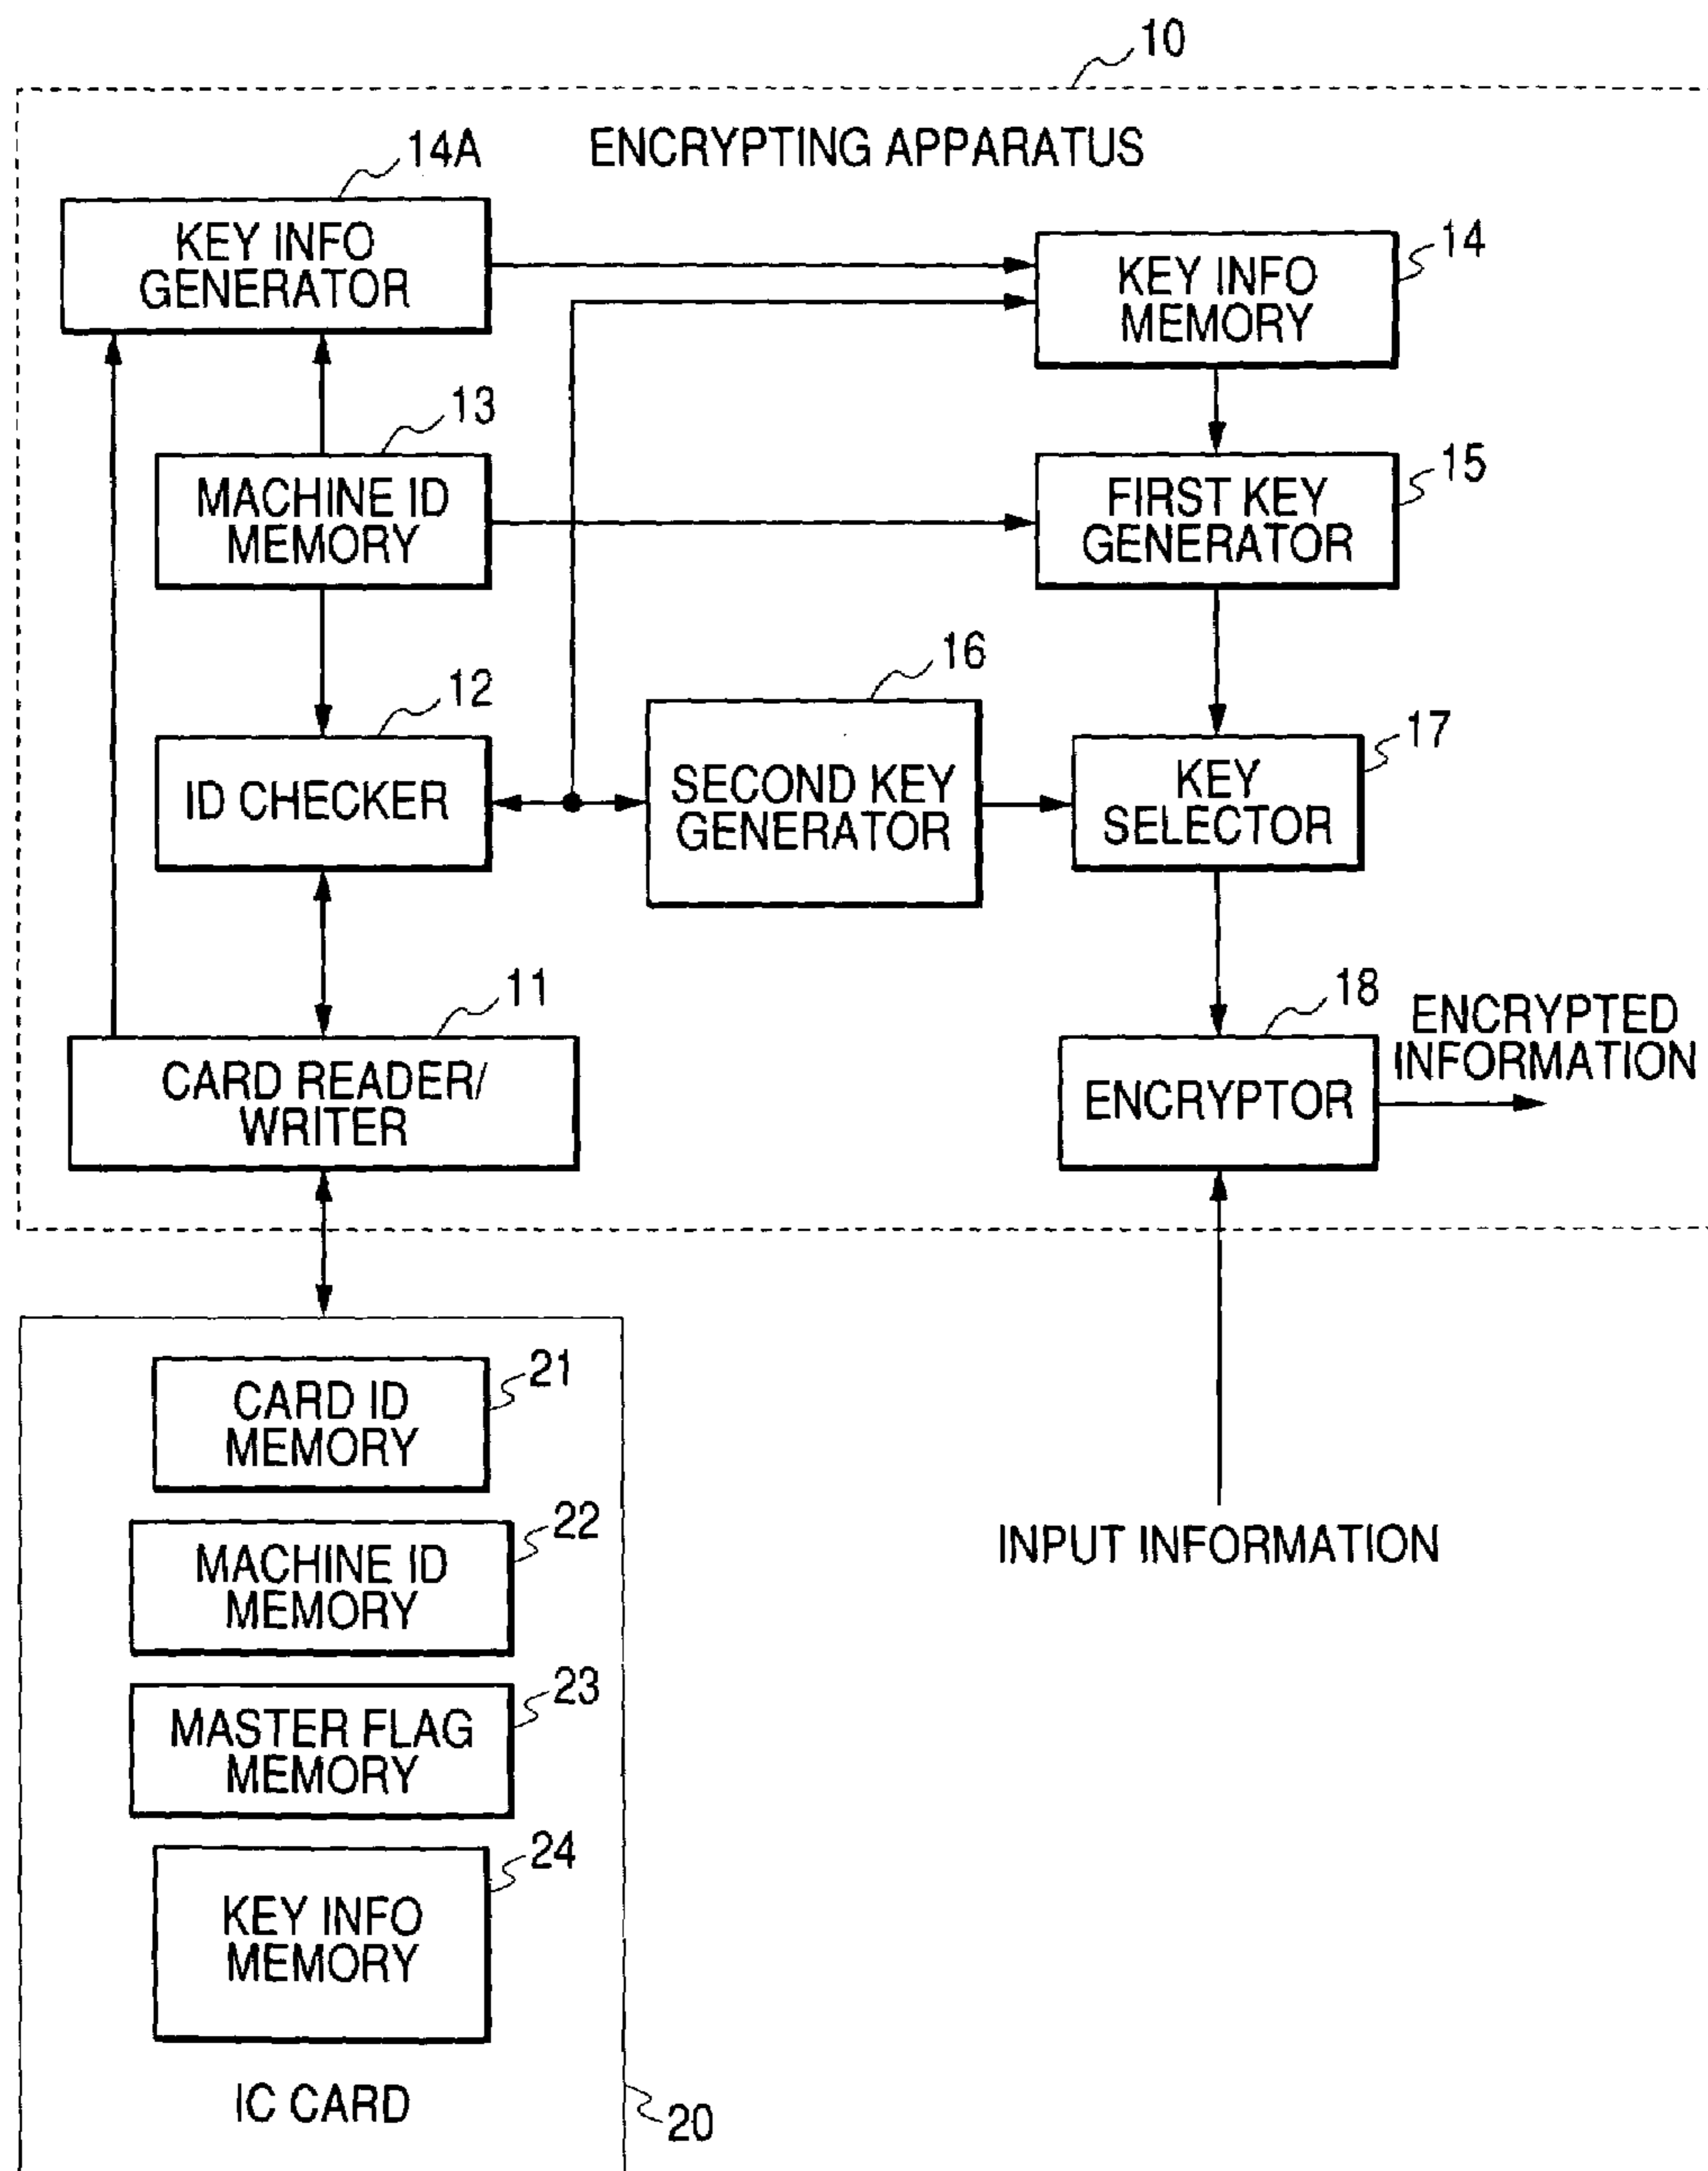 10
ENCRYPTING APPARATUS
14A
KEY INFO
GENERATOR
14
KEY INFO
MEMORY
13
MACHINE ID
MEMORY
15
FIRST KEY
GENERATOR
12
ID CHECKER
16
SECOND KEY
GENERATOR
17
KEY
SELECTOR
11
CARD READER/
WRITER
18
ENCRYPTOR
ENCRYPTED
INFORMATION
INPUT INFORMATION
21
CARD ID
MEMORY
22
MACHINE ID
MEMORY
23
MASTER FLAG
MEMORY
24
KEY INFO
MEMORY
IC CARD
20